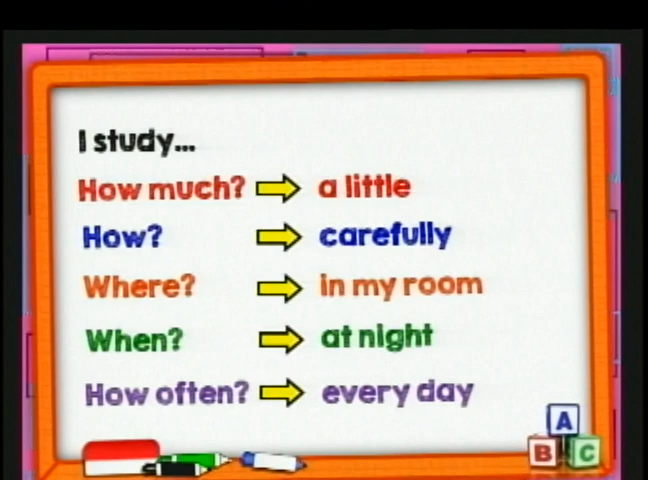 I study...
How much? a little
How? carefully
Where? in my room
When? at night
How often? every day
A
B C